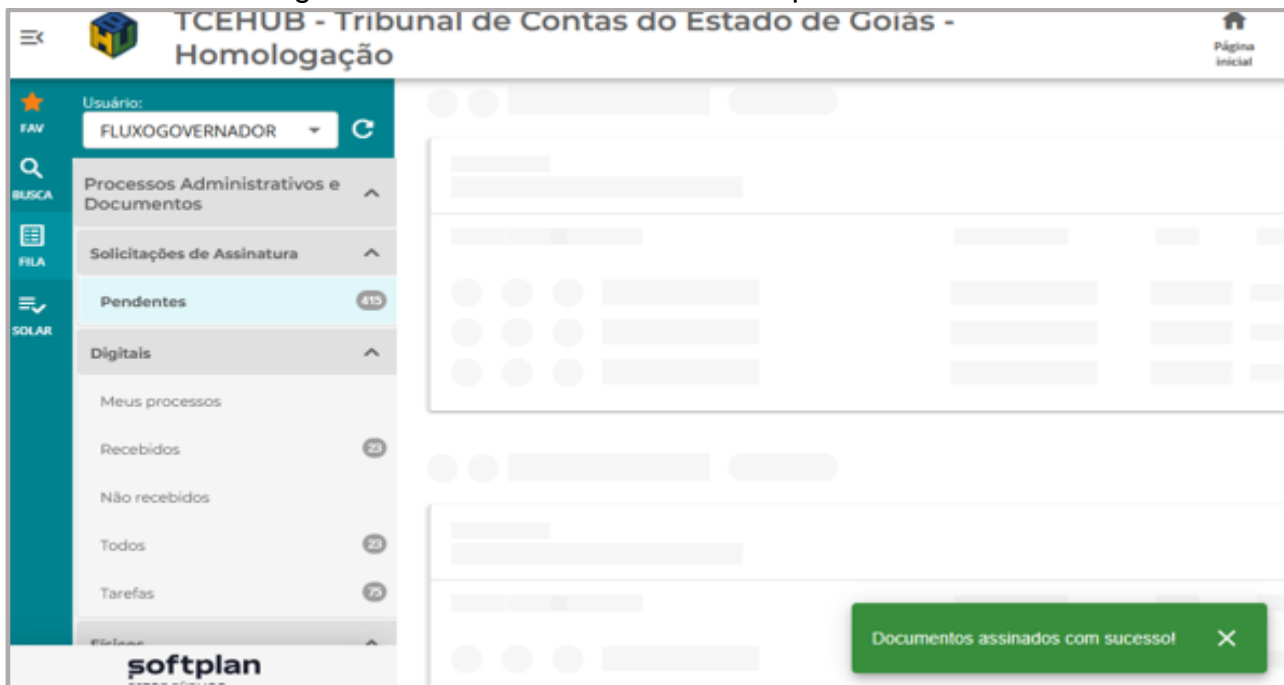 TCEHUB - Tribunal de Contas do Estado de Goiás -
Homologação
Página
inicial
FAV
BUSCA
FILA
SOLAR
Usuário:
FLUXOGOVERNADOR
Processos Administrativos e
Documentos
Solicitações de Assinatura
Pendentes 415
Digitais
Meus processos
Recebidos 23
Não recebidos
Todos 23
Tarefas 75
Físicos
softplan
Documentos assinados com sucesso!